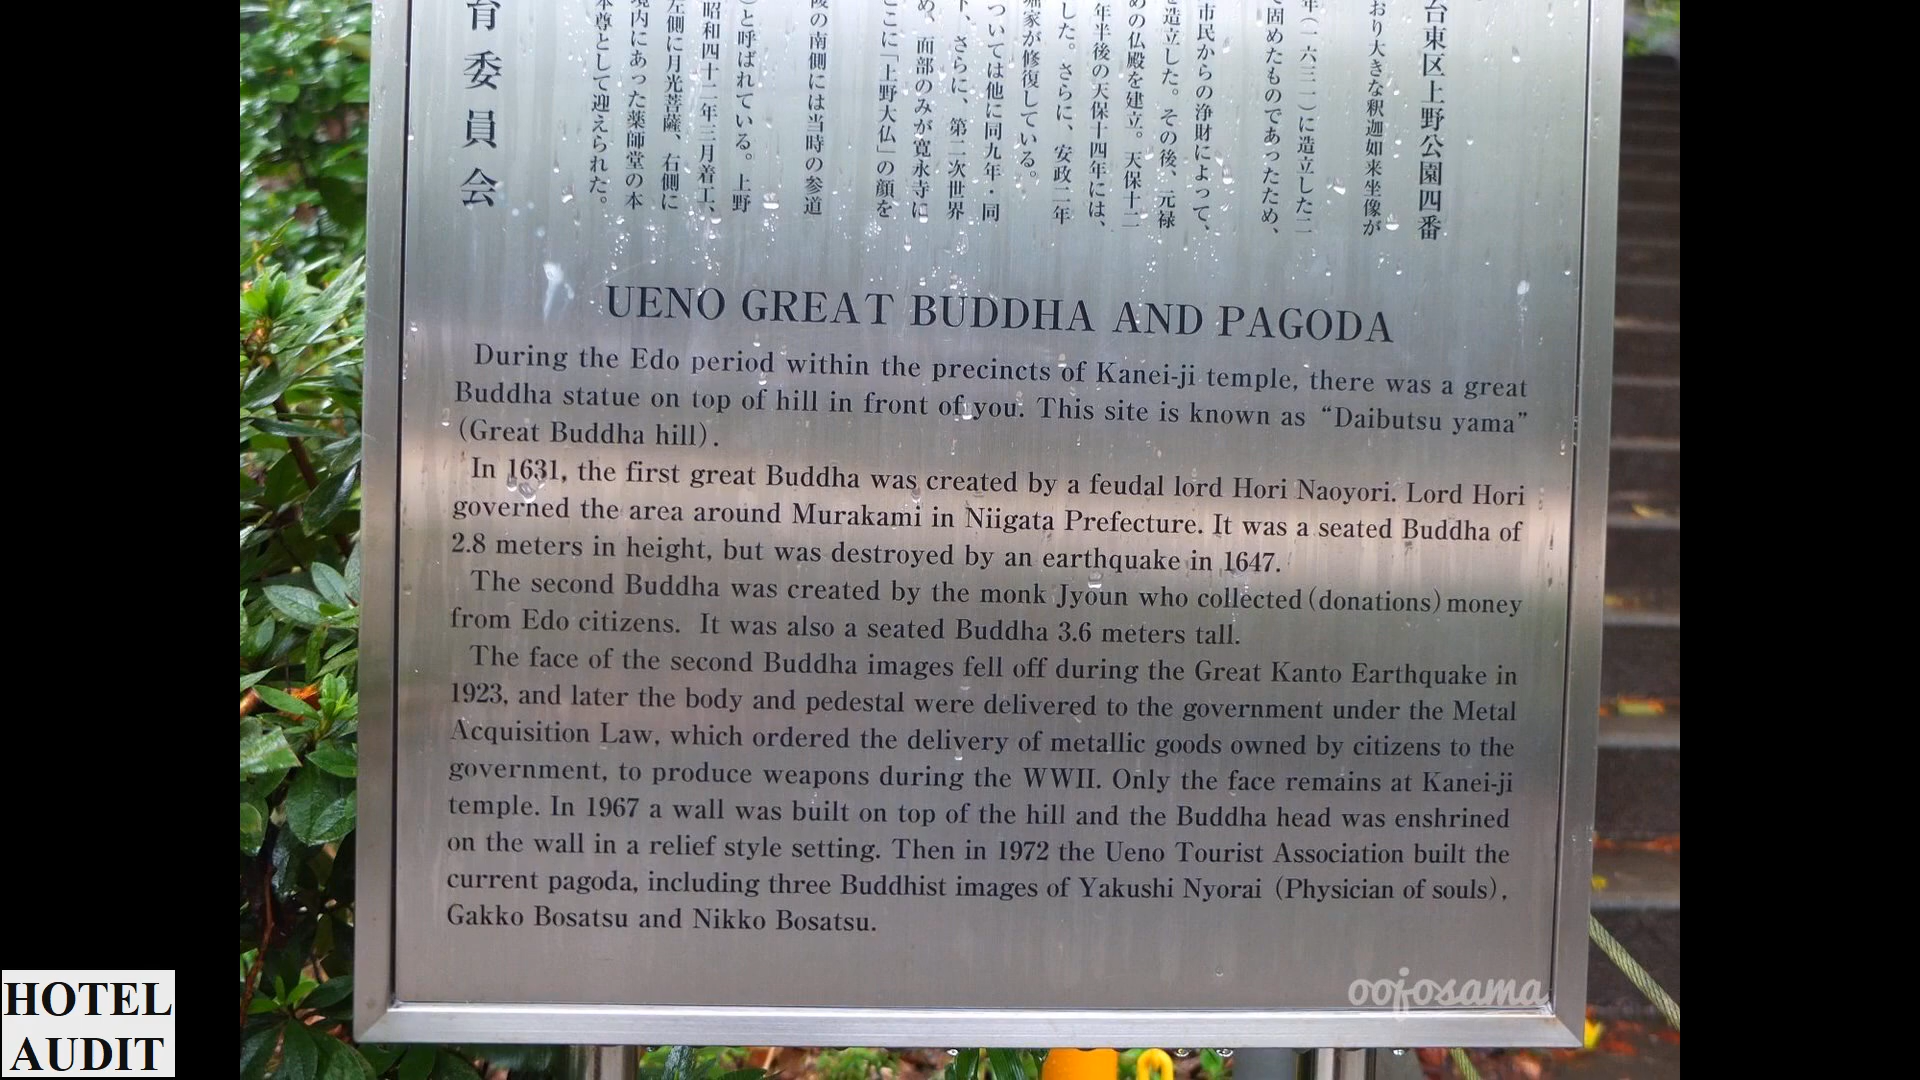 台東区上野公園四番
おり大きな釈迦如来坐像が
年（一六三一）に造立した二
で固めたものであったため、
市民からの浄財によって、
を造立した。その後、元禄
めの仏殿を建立。天保十二
年半後の天保十四年には、
した。さらに、安政二年
堀家が修復している。
ついては他に同九年・同
下、さらに、第二次世界
め、面部のみが寛永寺に
ここに「上野大仏」の顔を
陵の南側には当時の参道
）と呼ばれている。上野
昭和四十二年三月着工、
左側に月光菩薩、右側に
境内にあった薬師堂の本
本尊として迎えられた。
育委員会
UENO GREAT BUDDHA AND PAGODA
During the Edo period within the precincts of Kanei-ji temple, there was a great
Buddha statue on top of hill in front of you. This site is known as “Daibutsu yama”
(Great Buddha hill).
In 1631, the first great Buddha was created by a feudal lord Hori Naoyori. Lord Hori
governed the area around Murakami in Niigata Prefecture. It was a seated Buddha of
2.8 meters in height, but was destroyed by an earthquake in 1647.
The second Buddha was created by the monk Jyoun who collected (donations) money
from Edo citizens. It was also a seated Buddha 3.6 meters tall.
The face of the second Buddha images fell off during the Great Kanto Earthquake in
1923, and later the body and pedestal were delivered to the government under the Metal
Acquisition Law, which ordered the delivery of metallic goods owned by citizens to the
government, to produce weapons during the WWII. Only the face remains at Kanei-ji
temple. In 1967 a wall was built on top of the hill and the Buddha head was enshrined
on the wall in a relief style setting. Then in 1972 the Ueno Tourist Association built the
current pagoda, including three Buddhist images of Yakushi Nyorai (Physician of souls),
Gakko Bosatsu and Nikko Bosatsu.
oojosama
HOTEL
AUDIT